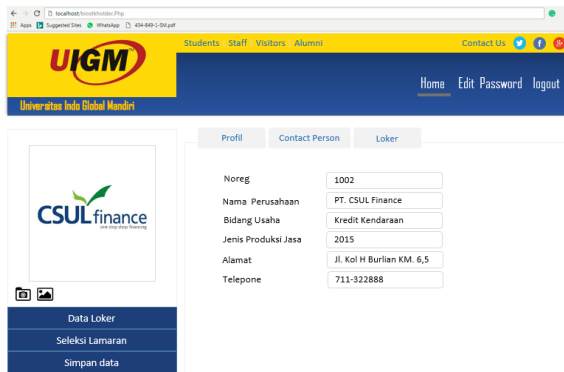 localhost/biostkholder.Php
Apps Suggested Sites WhatsApp 434-849-1-SM.pdf
Students Staff Visitors Alumni Contact Us
UIGM
Home Edit Password logout
Universitas Indo Global Mandiri
Profil Contact Person Loker
Noreg 1002
Nama Perusahaan PT. CSUL Finance
Bidang Usaha Kredit Kendaraan
Jenis Produksi Jasa 2015
Alamat Jl. Kol H Burlian KM. 6,5
Telepone 711-322888
CSUL finance
one stop shop financing
Data Loker
Seleksi Lamaran
Simpan data